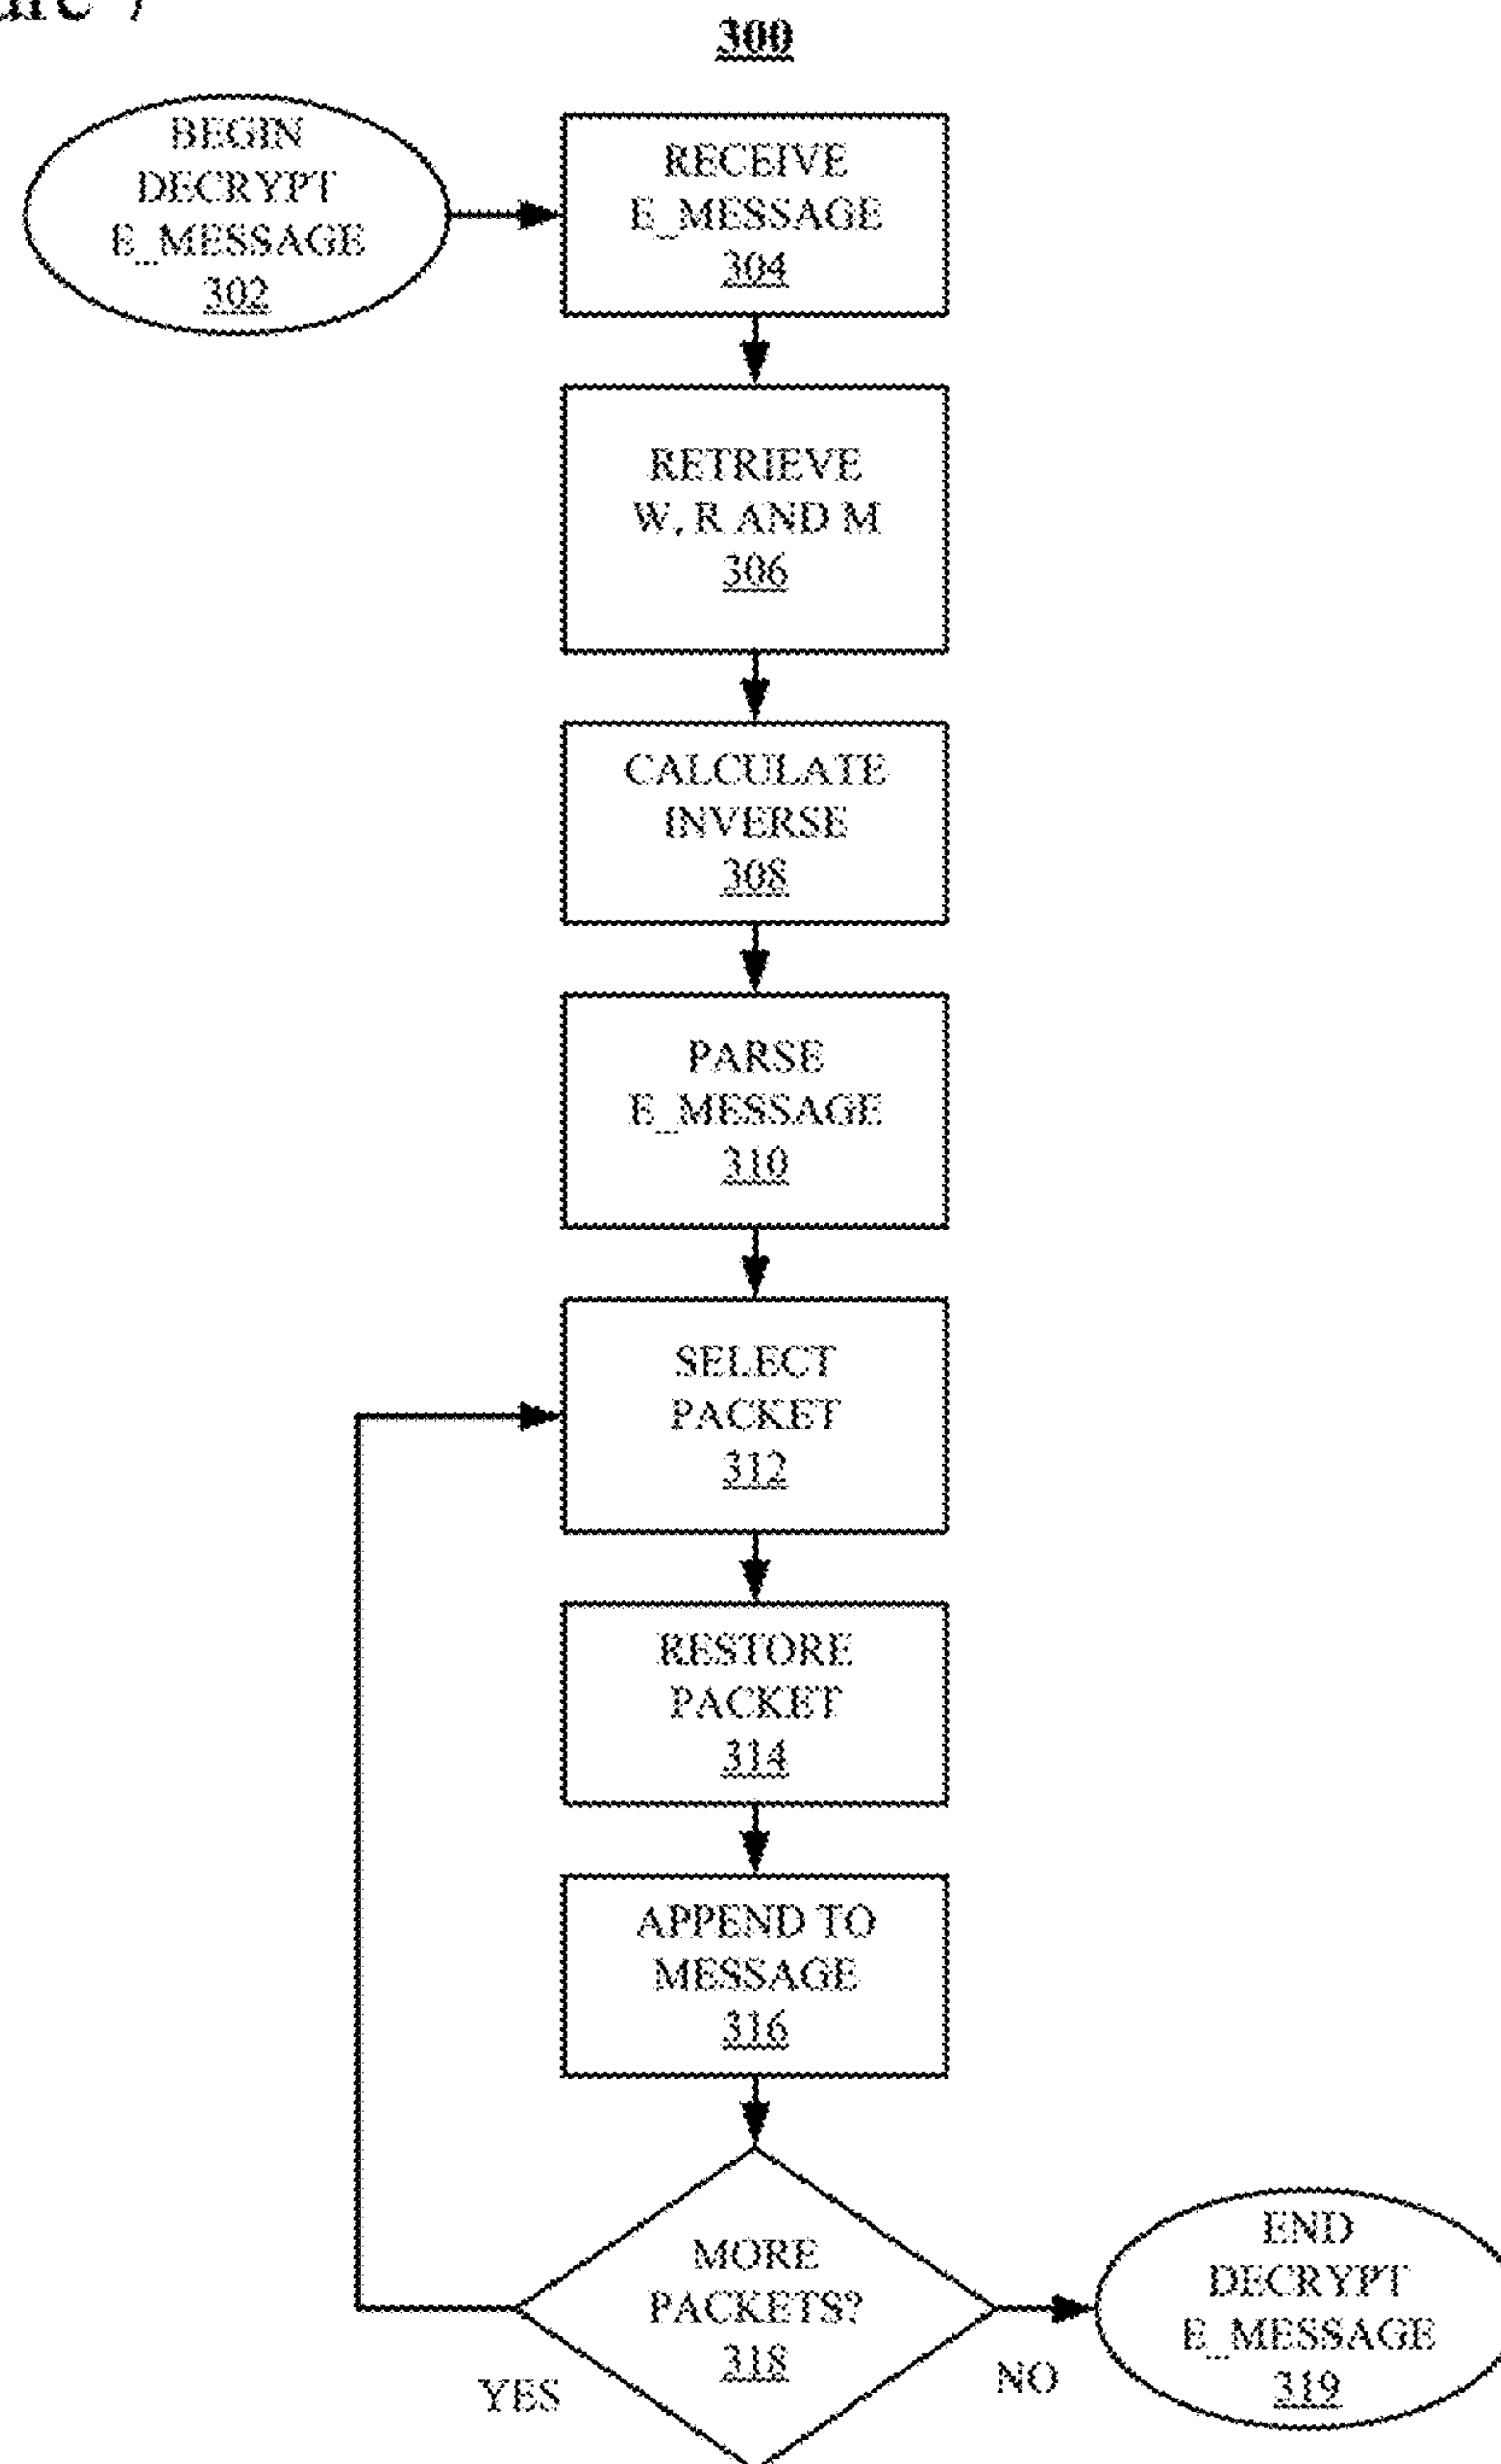 300
BEGIN
DECRYPT
E_MESSAGE
302
RECEIVE
E_MESSAGE
304
RETRIEVE
W, R AND M
306
CALCULATE
INVERSE
308
PARSE
E_MESSAGE
310
SELECT
PACKET
312
RESTORE
PACKET
314
APPEND TO
MESSAGE
316
MORE
PACKETS?
318
YES
NO
END
DECRYPT
E_MESSAGE
319